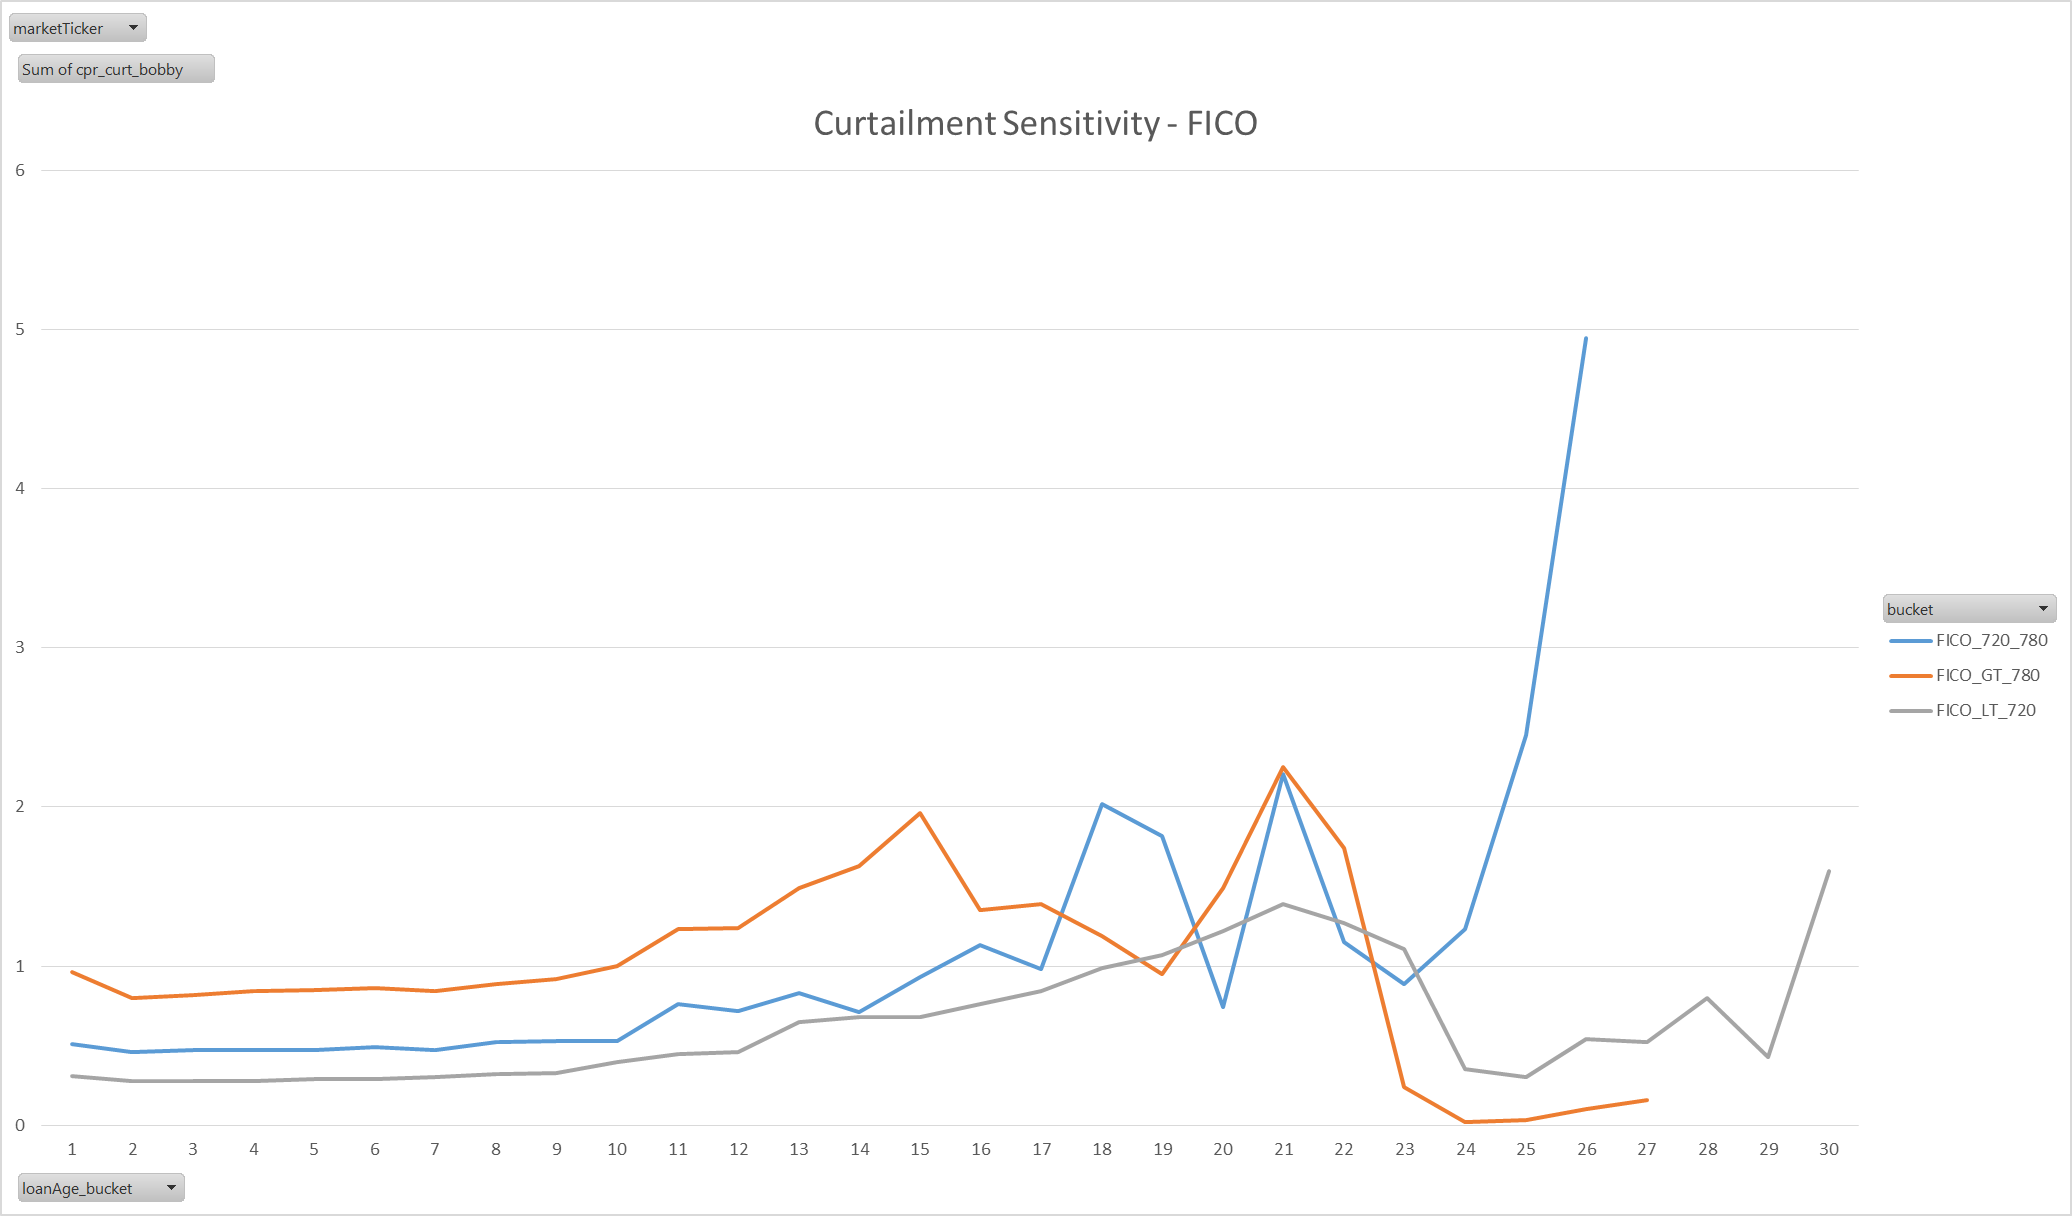 marketTicker
Sum of cpr_curt_bobby
Curtailment Sensitivity - FICO
6
5
4
3
2
1
0
1 2 3 4 5 6 7 8 9 10 11 12 13 14 15 16 17 18 19 20 21 22 23 24 25 26 27 28 29 30
loanAge_bucket
bucket
FICO_720_780
FICO_GT_780
FICO_LT_720